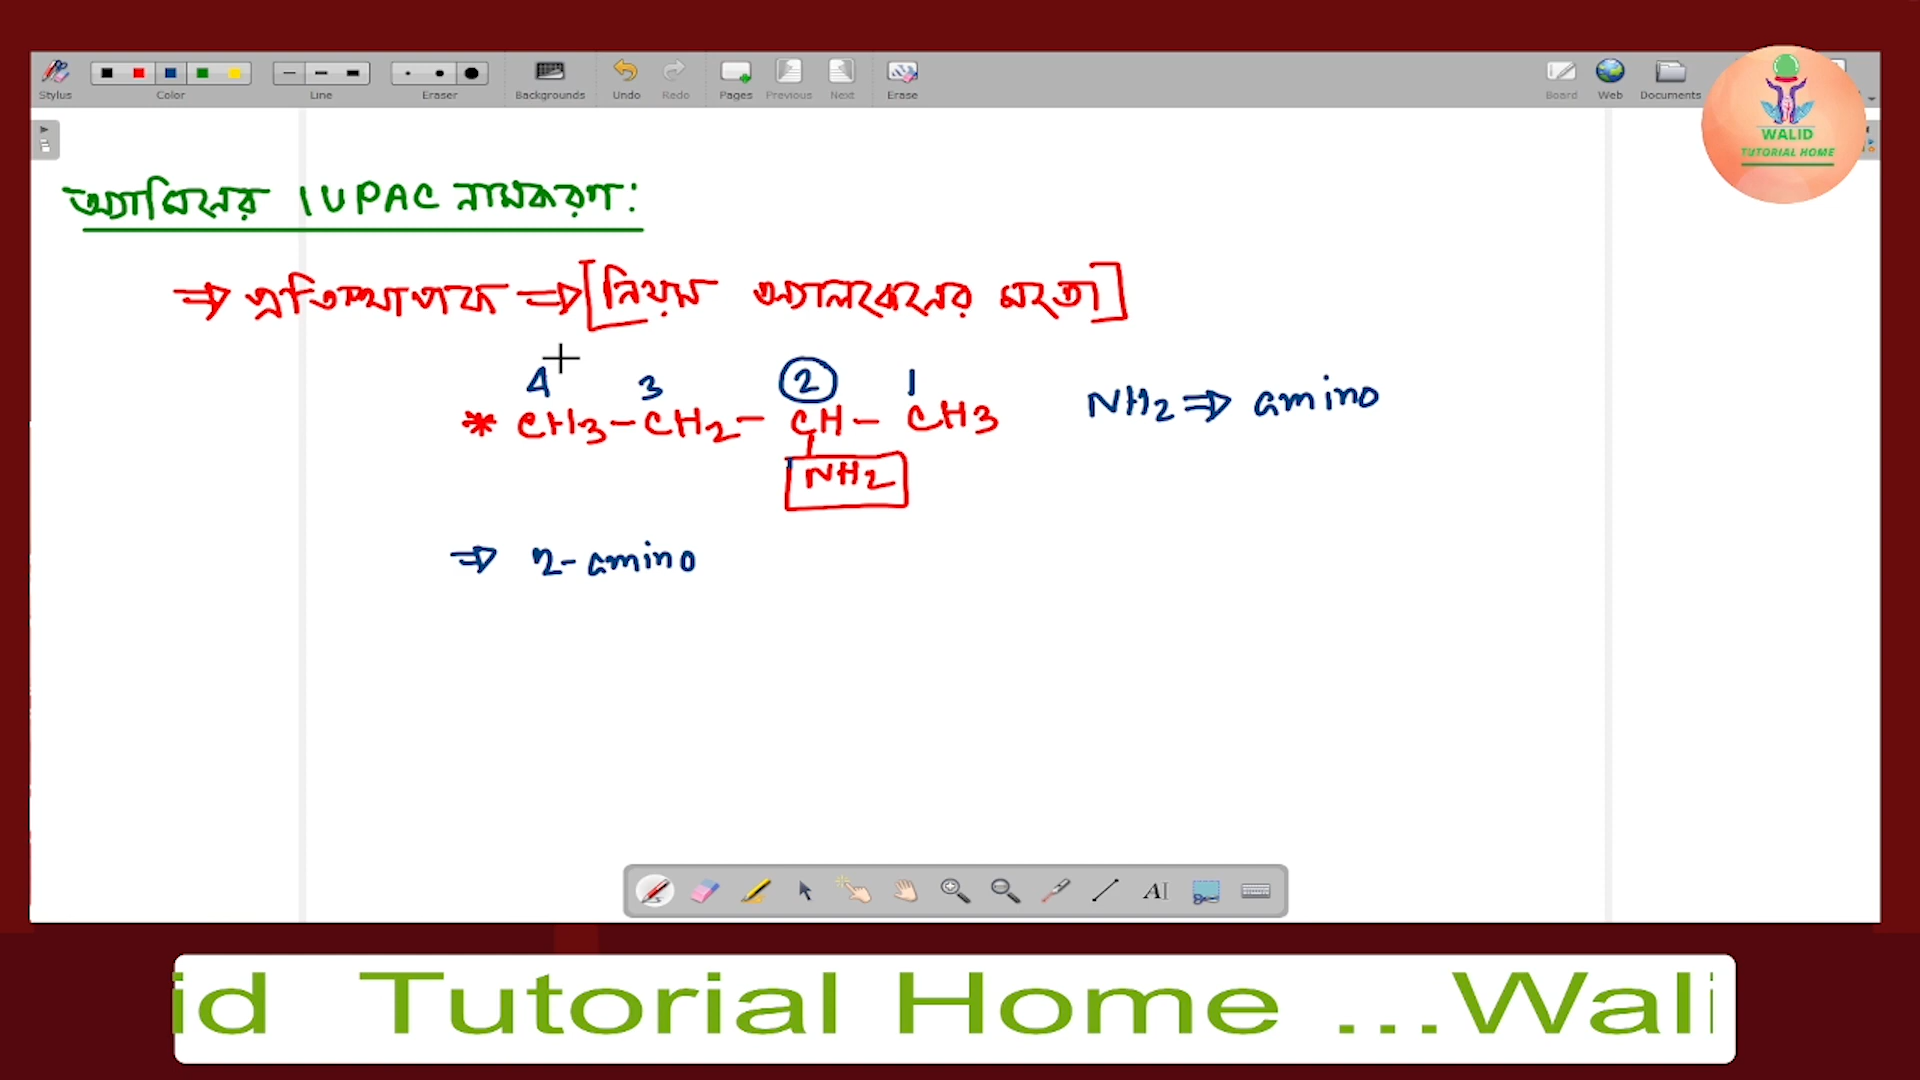 Stylus Color Line Eraser Backgrounds Undo Redo Pages Previous Next Erase Board Web Documents
WALID
TUTORIAL HOME
অ্যামিনের IUPAC নামকরণ:
⇒ প্রতিস্থাপক ⇒ [নিয়ম অ্যালকেনের মতো]
4 3 2 1
* CH3-CH2-CH-CH3
NH2
NH2 ⇒ amino
⇒ 2-amino
id Tutorial Home ...Wali